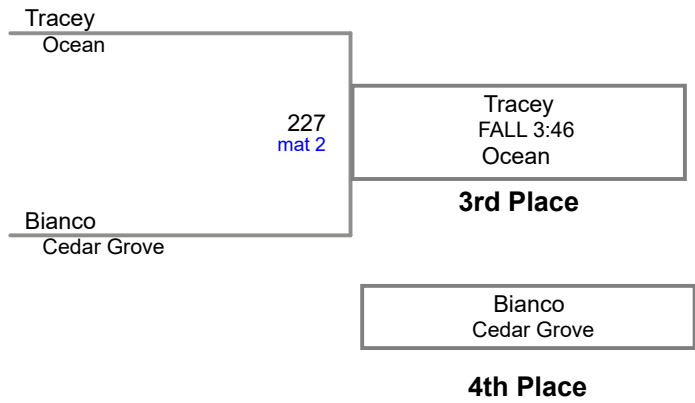 Tracey
Ocean
227
mat 2
Tracey
FALL 3:46
Ocean
3rd Place
Bianco
Cedar Grove
Bianco
Cedar Grove
4th Place